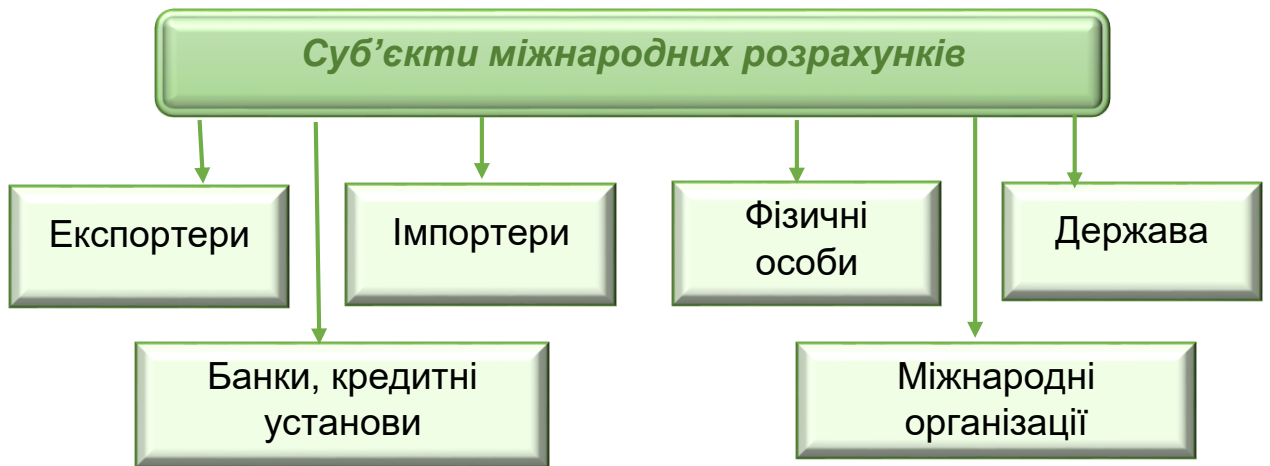 Суб’єкти міжнародних розрахунків
Експортери
Імпортери
Фізичні
особи
Держава
Банки, кредитні
установи
Міжнародні
організації